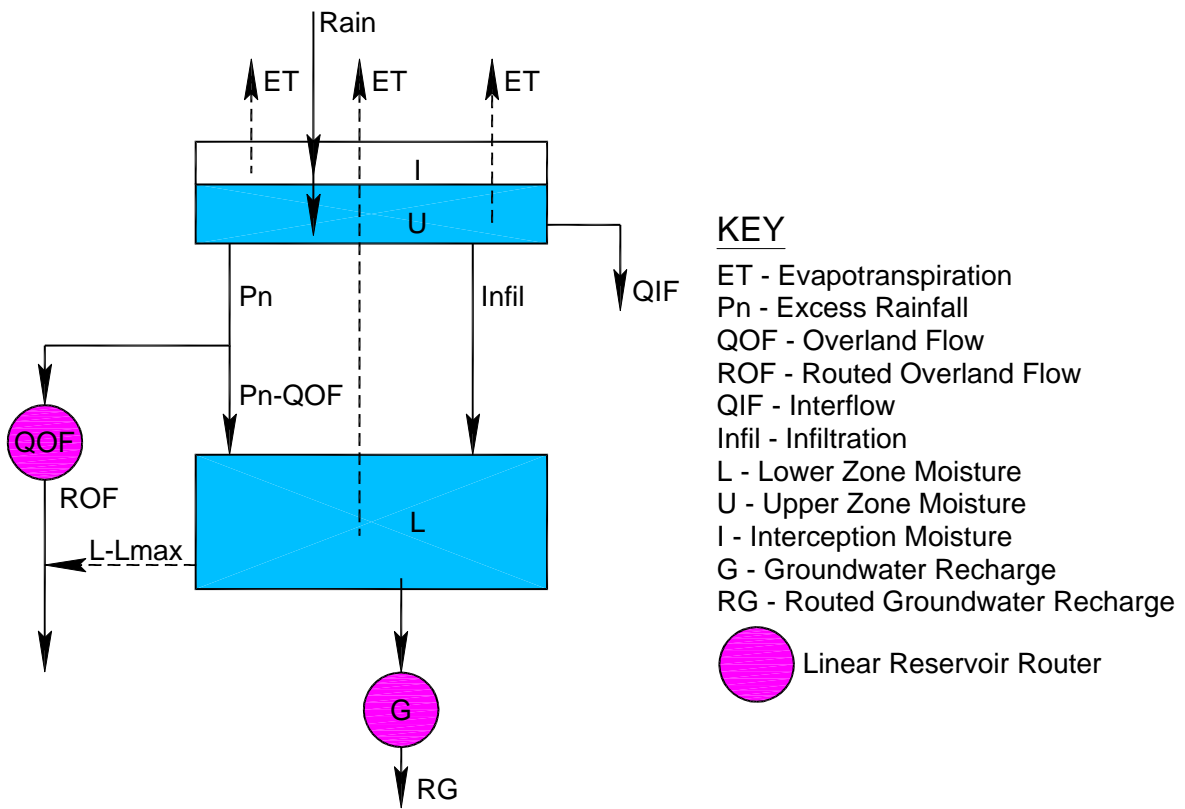 Rain
ET
ET
ET
I
U
Pn
Infil
QIF
Pn-QOF
QOF
ROF
L
L-Lmax
G
RG
KEY
ET - Evapotranspiration
Pn - Excess Rainfall
QOF - Overland Flow
ROF - Routed Overland Flow
QIF - Interflow
Infil - Infiltration
L - Lower Zone Moisture
U - Upper Zone Moisture
I - Interception Moisture
G - Groundwater Recharge
RG - Routed Groundwater Recharge
Linear Reservoir Router